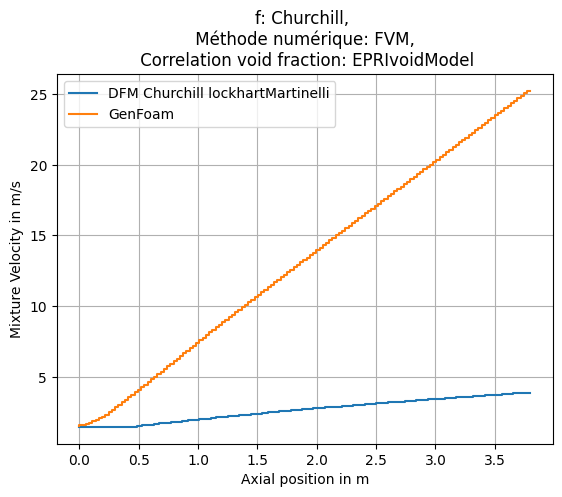 f: Churchill,
Méthode numérique: FVM,
Correlation void fraction: EPRIvoidModel
DFM Churchill lockhartMartinelli
GenFoam
Mixture Velocity in m/s
25
20
15
10
5
0.0 0.5 1.0 1.5 2.0 2.5 3.0 3.5
Axial position in m